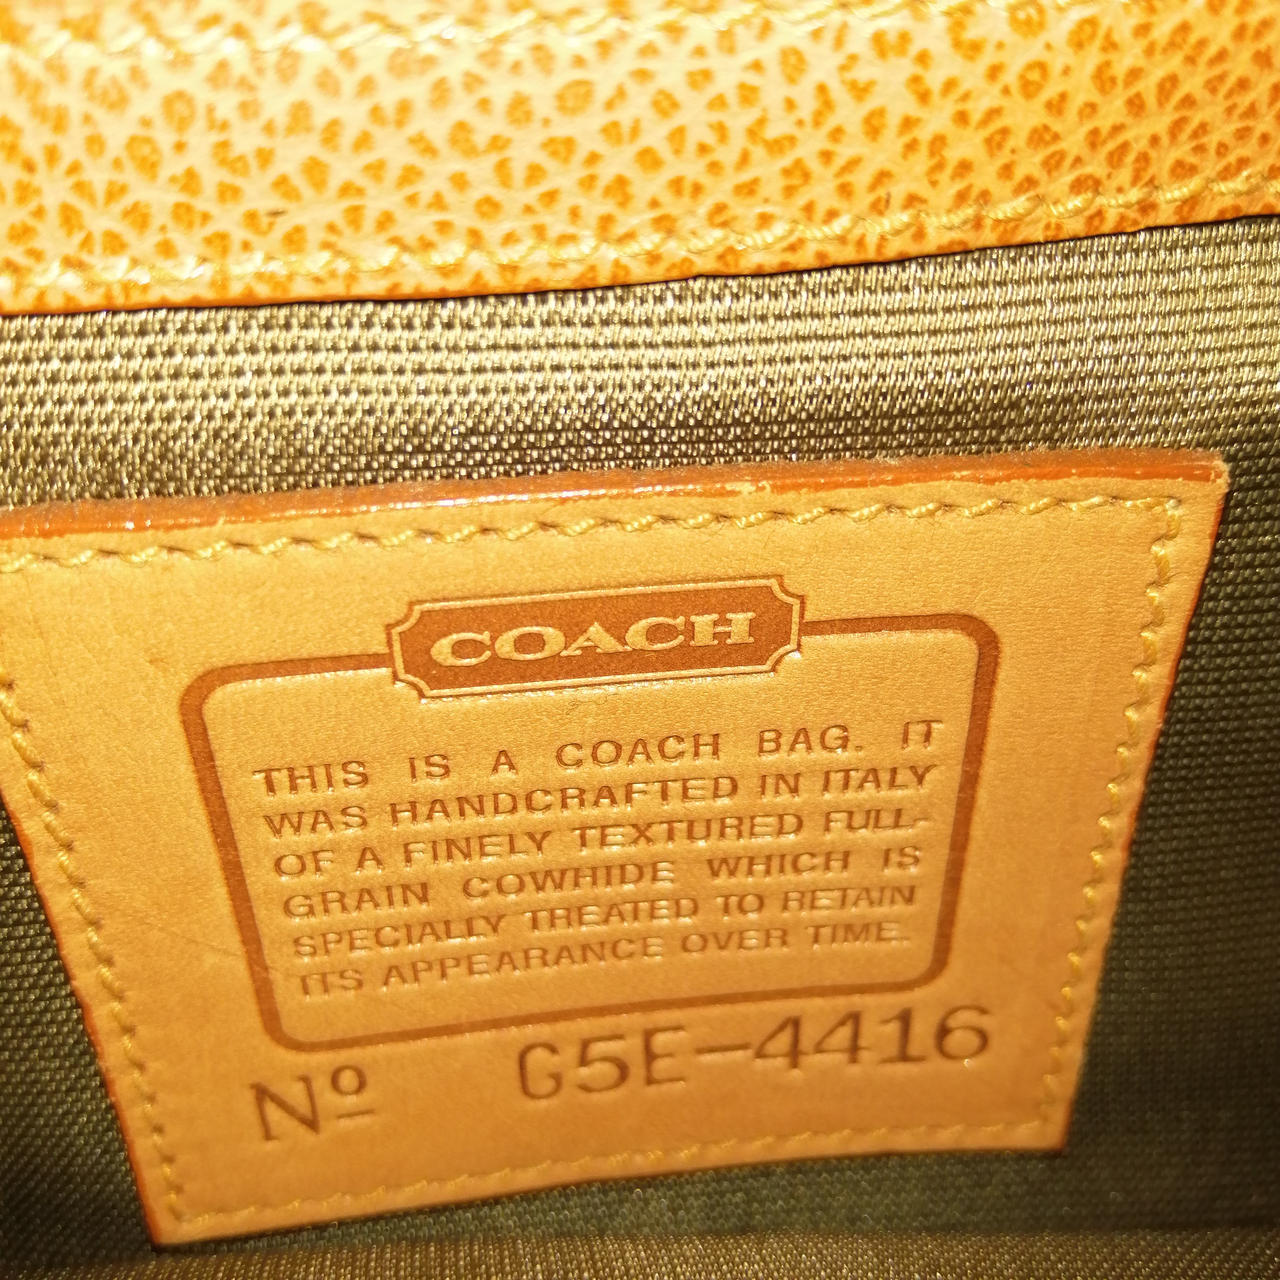 COACH
THIS IS A COACH BAG. IT
WAS HANDCRAFTED IN ITALY
OF A FINELY TEXTURED FULL-
GRAIN COWHIDE WHICH IS
SPECIALLY TREATED TO RETAIN
ITS APPEARANCE OVER TIME.
Nº G5E-4416